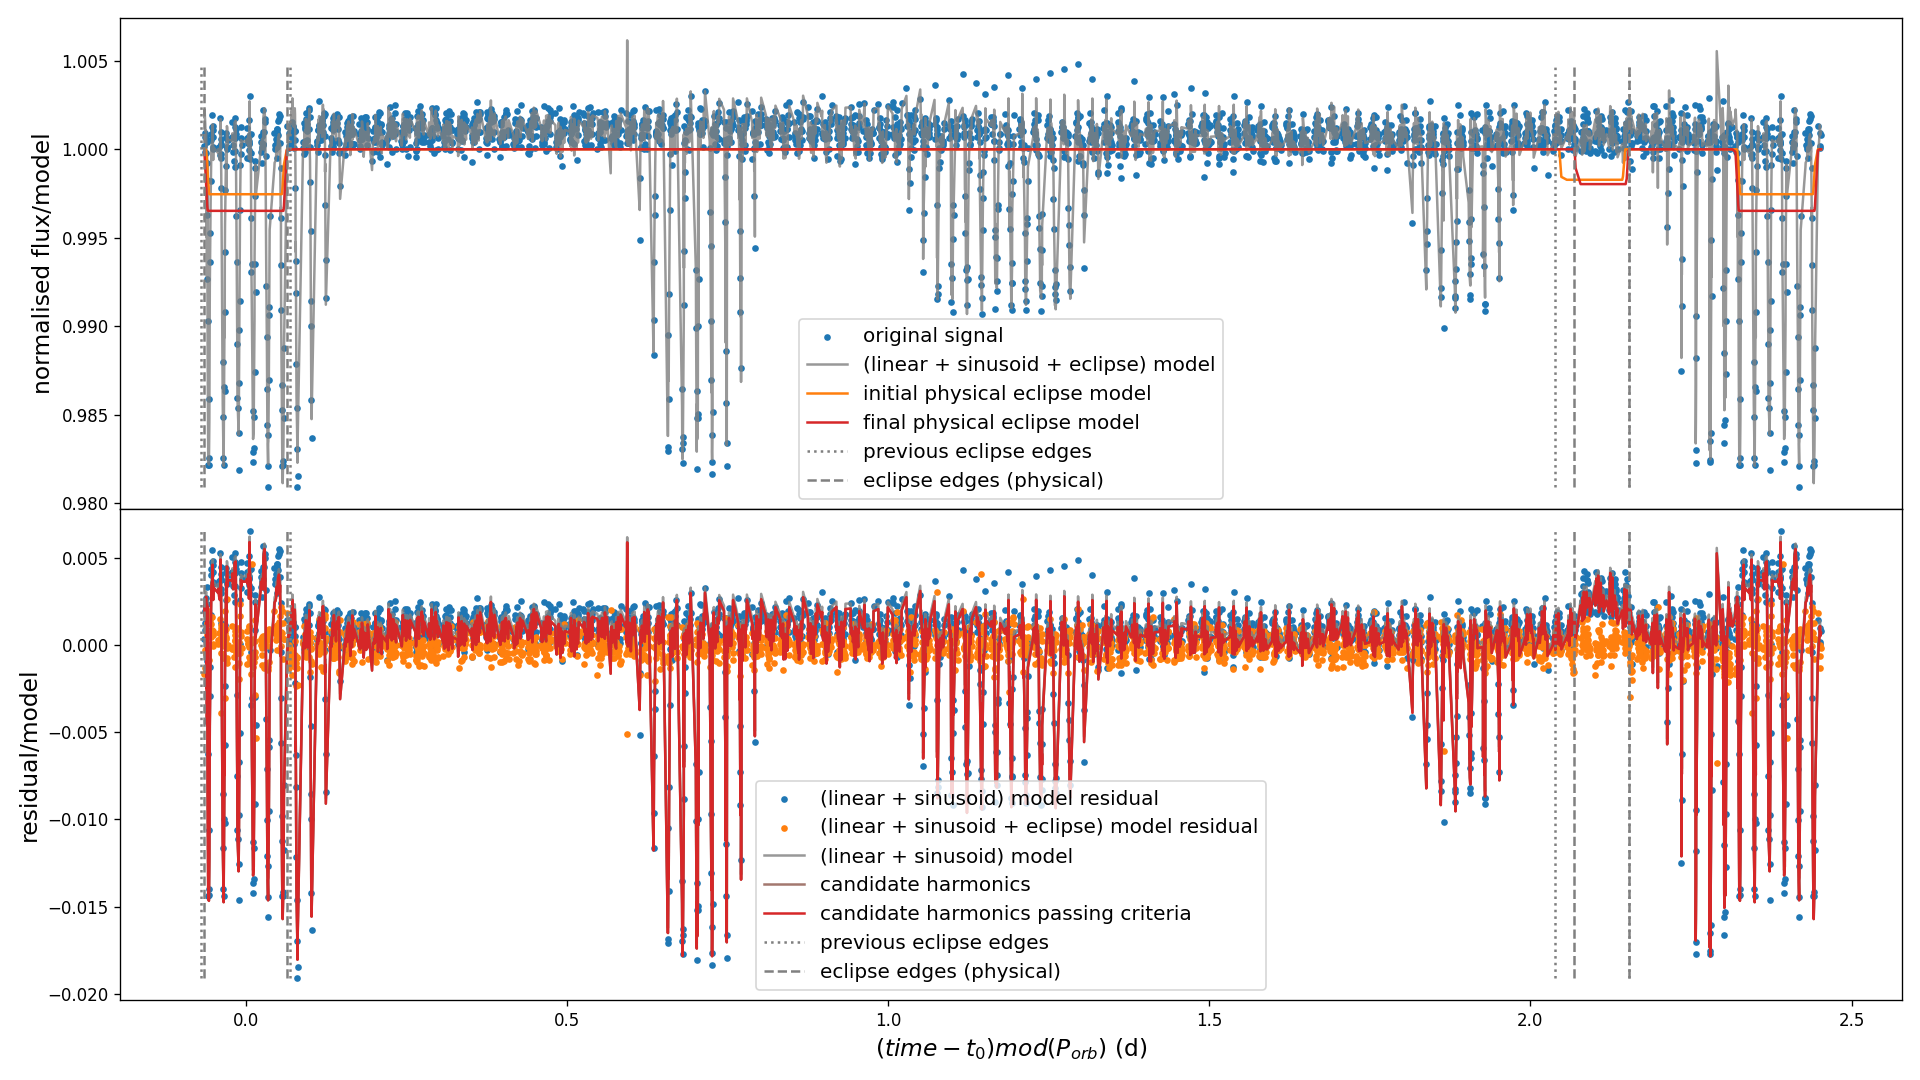 1.005
1.000
0.995
0.990
0.985
0.980
normalised flux/model
original signal
(linear + sinusoid + eclipse) model
initial physical eclipse model
final physical eclipse model
previous eclipse edges
eclipse edges (physical)
0.005
0.000
−0.005
−0.010
−0.015
−0.020
residual/model
(linear + sinusoid) model residual
(linear + sinusoid + eclipse) model residual
(linear + sinusoid) model
candidate harmonics
candidate harmonics passing criteria
previous eclipse edges
eclipse edges (physical)
0.0 0.5 1.0 1.5 2.0 2.5
(time − t₀)mod(Pₒᵣb) (d)